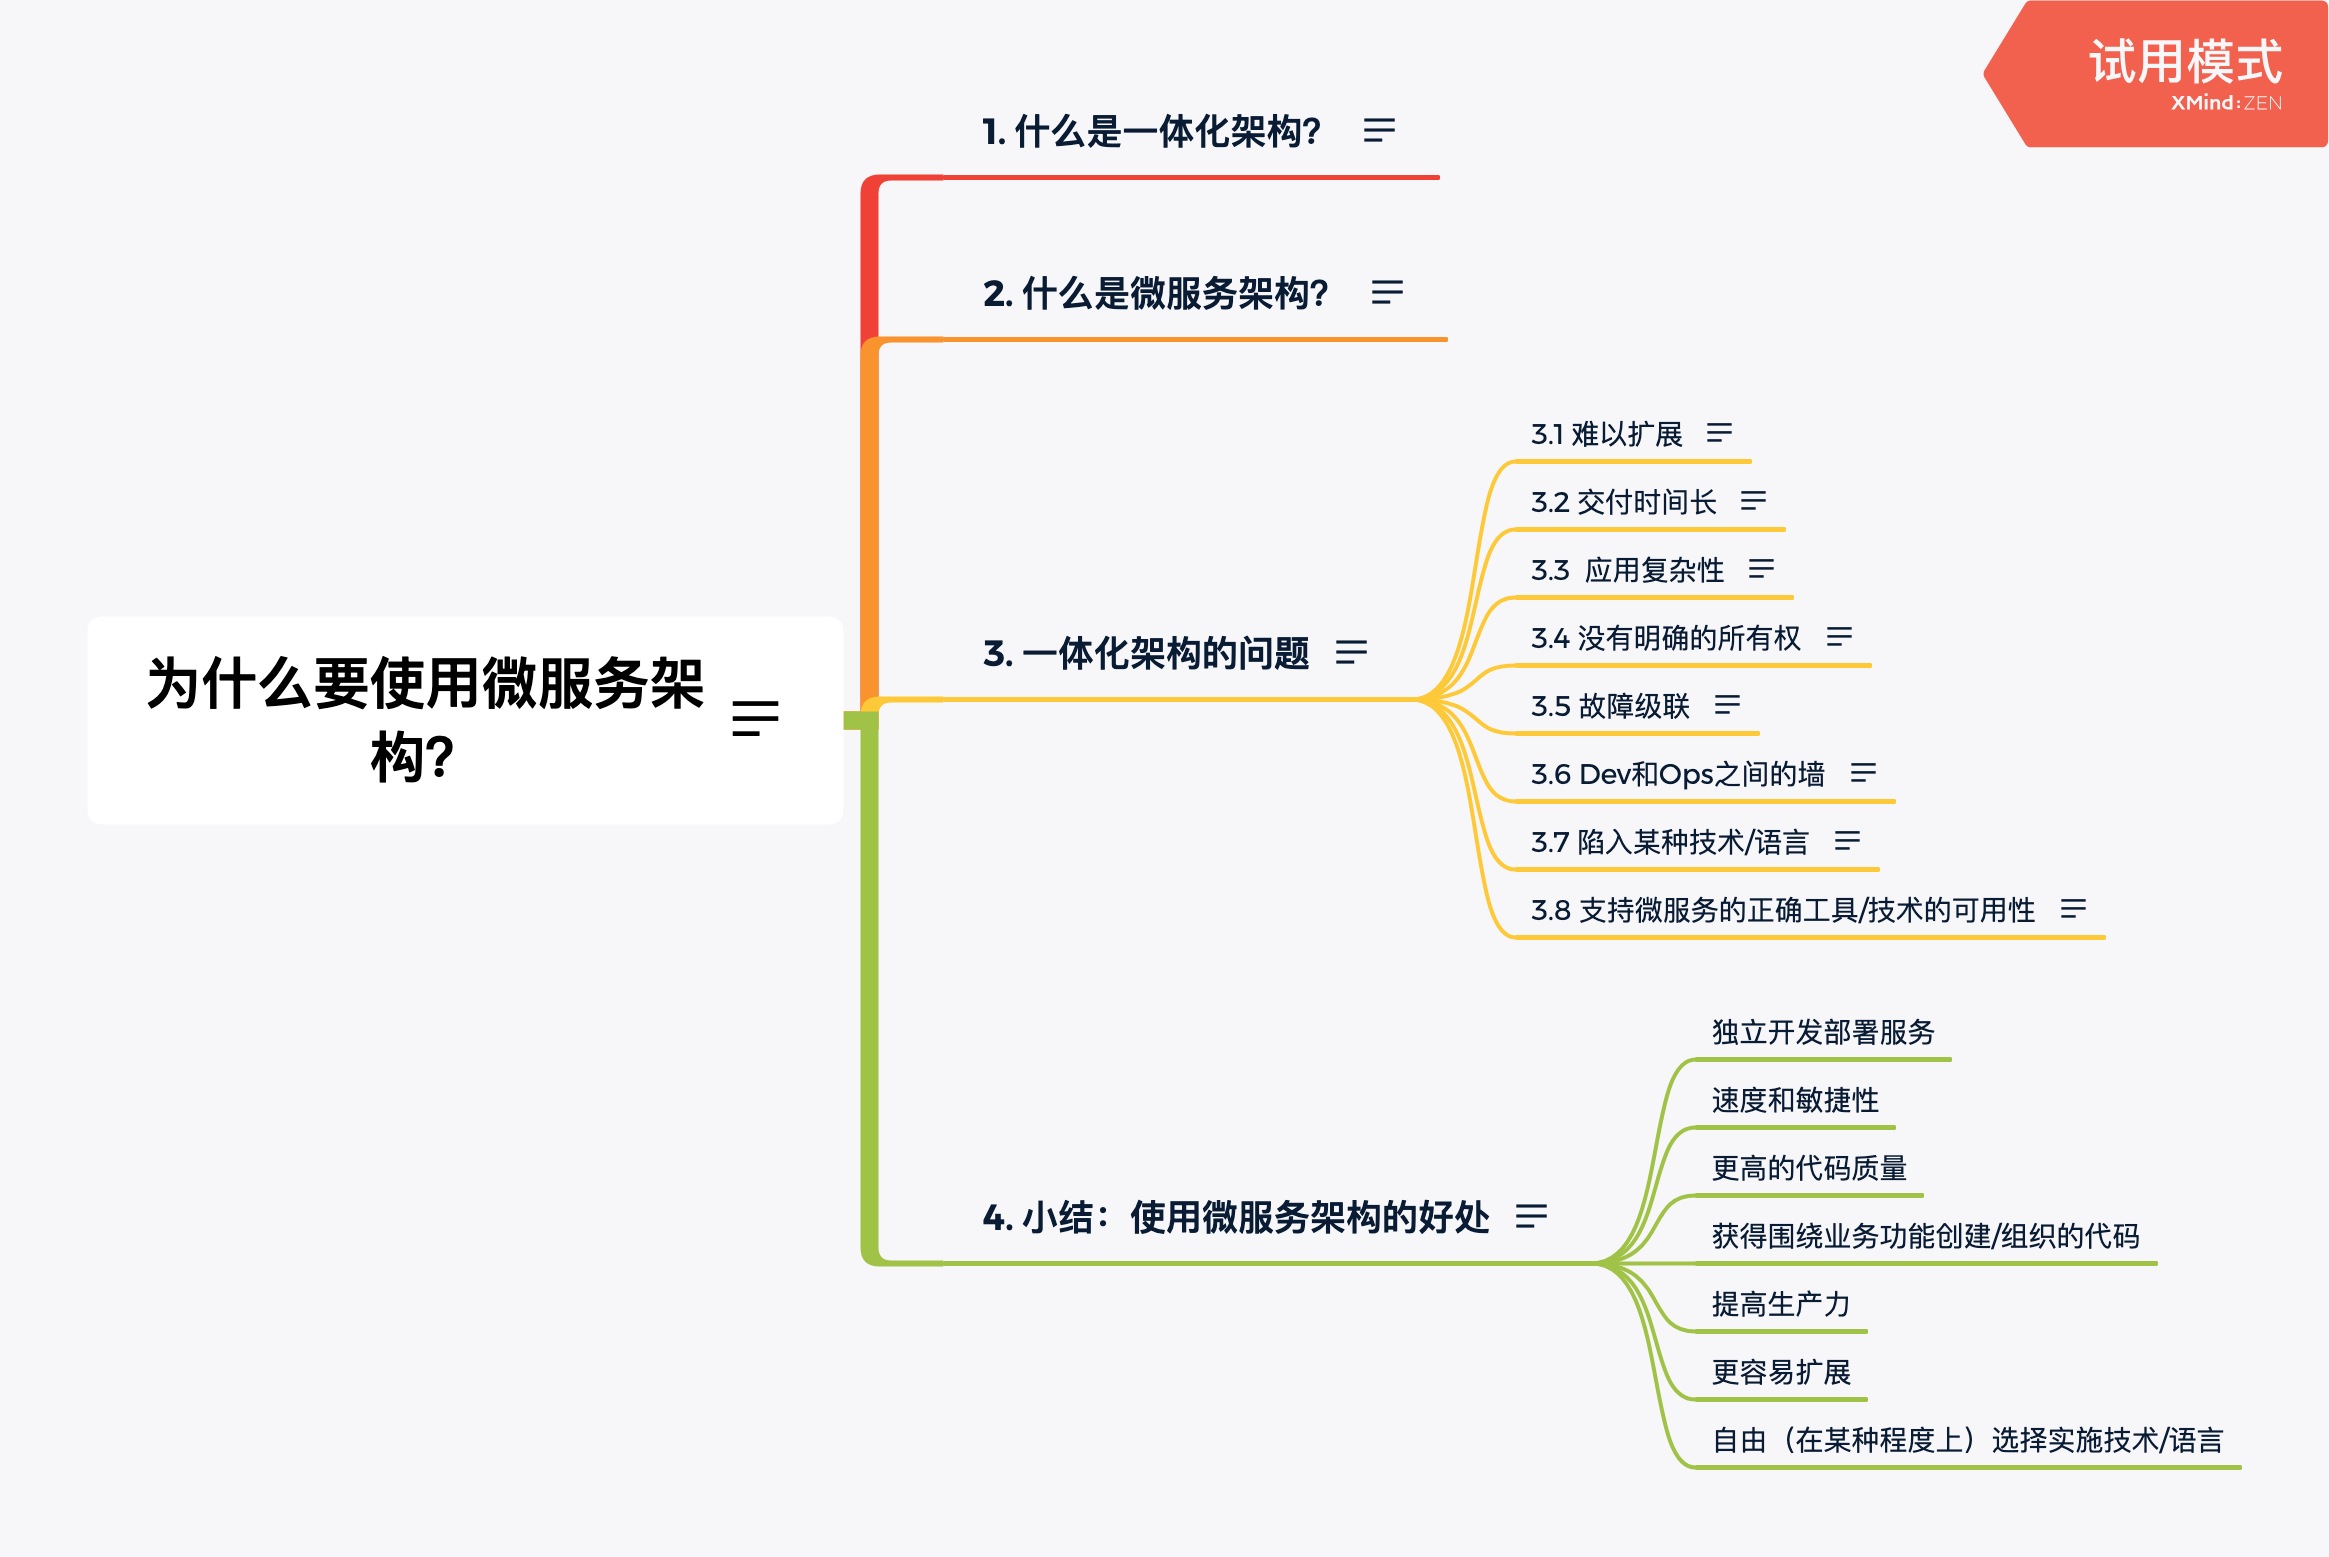 试用模式
XMind:ZEN
为什么要使用微服务架
构?
1. 什么是一体化架构?
2. 什么是微服务架构?
3. 一体化架构的问题
3.1 难以扩展
3.2 交付时间长
3.3  应用复杂性
3.4 没有明确的所有权
3.5 故障级联
3.6 Dev和Ops之间的墙
3.7 陷入某种技术/语言
3.8 支持微服务的正确工具/技术的可用性
4. 小结：使用微服务架构的好处
独立开发部署服务
速度和敏捷性
更高的代码质量
获得围绕业务功能创建/组织的代码
提高生产力
更容易扩展
自由（在某种程度上）选择实施技术/语言